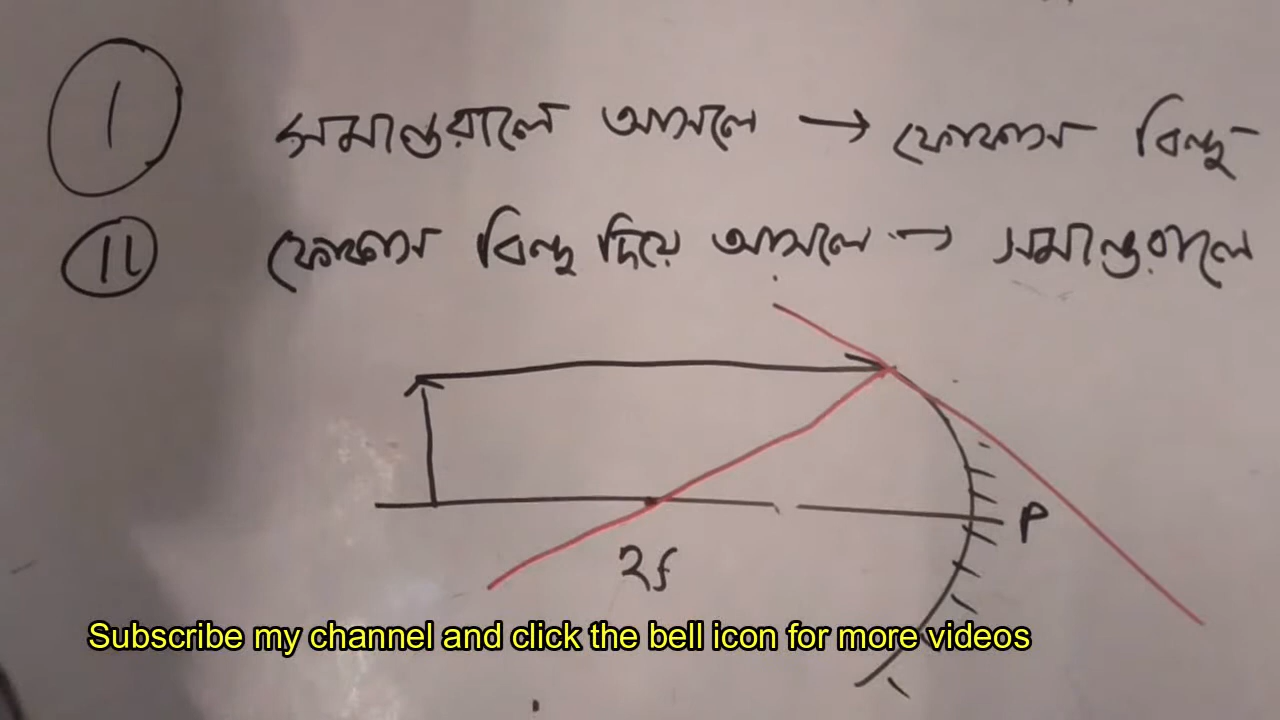 I সমান্তরালে আসলে → ফোকাস বিন্দু
II ফোকাস বিন্দু দিয়ে আসলে → সমান্তরালে
P
2f
Subscribe my channel and click the bell icon for more videos